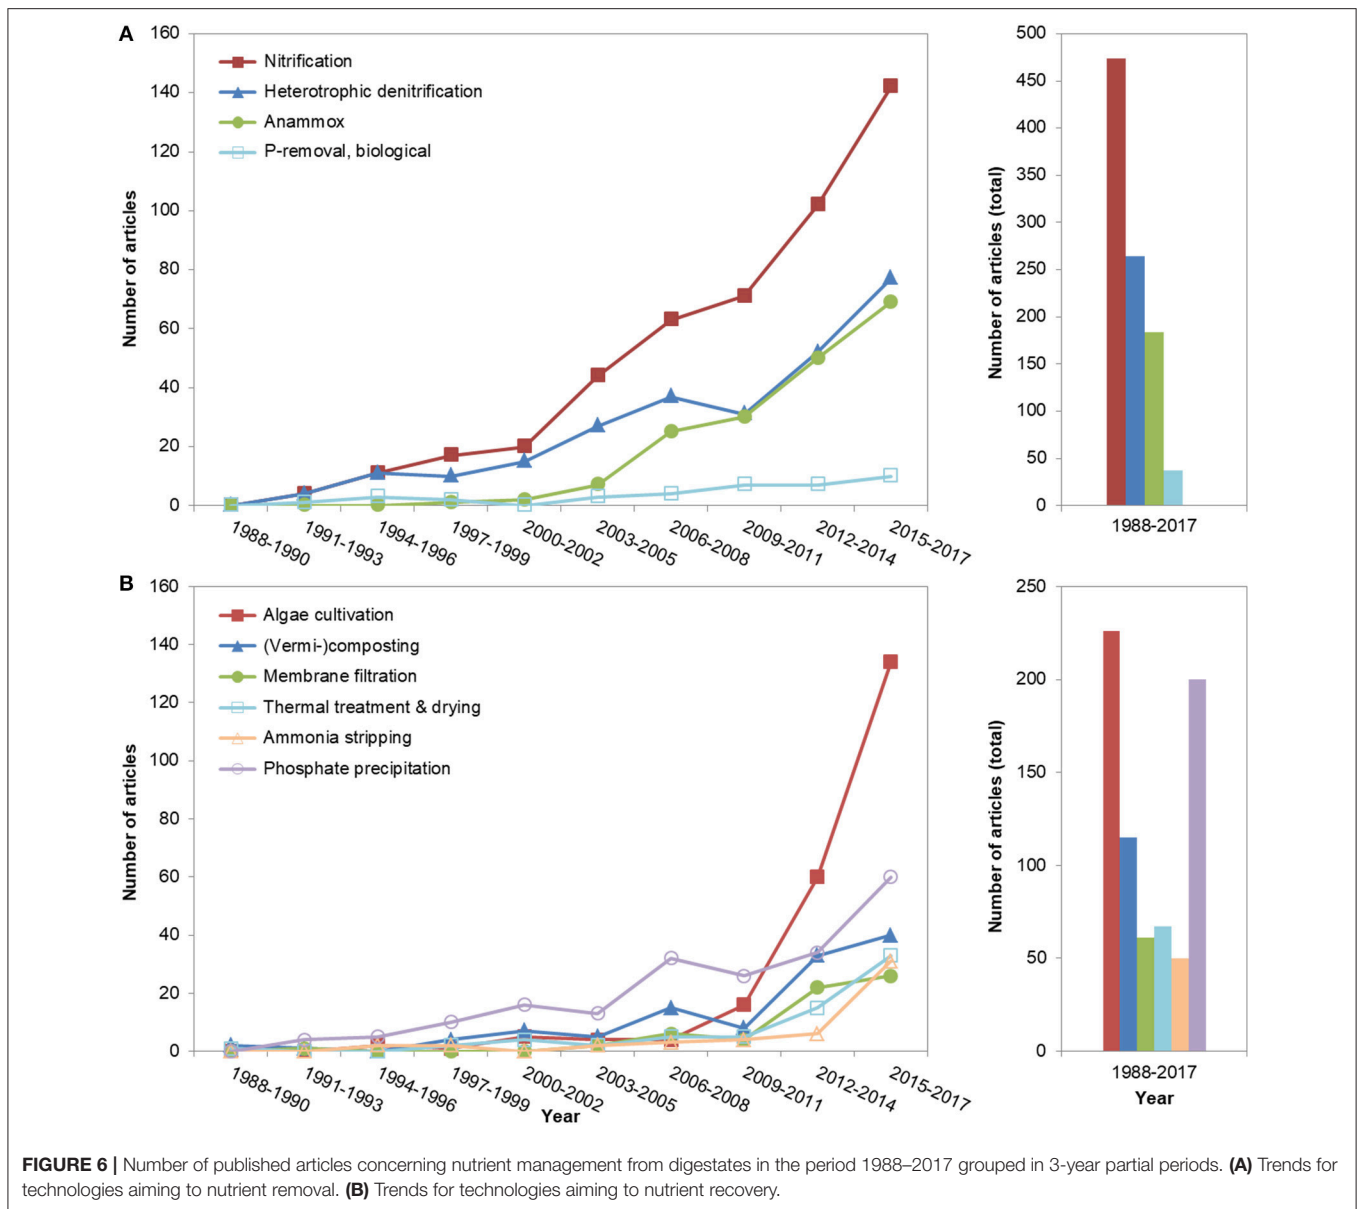 A
160
140
120
100
80
60
40
20
0
Number of articles
Nitrification
Heterotrophic denitrification
Anammox
P-removal, biological
1988-1990
1991-1993
1994-1996
1997-1999
2000-2002
2003-2005
2006-2008
2009-2011
2012-2014
2015-2017
500
450
400
350
300
250
200
150
100
50
0
Number of articles (total)
1988-2017
B
160
140
120
100
80
60
40
20
0
Number of articles
Algae cultivation
(Vermi-)composting
Membrane filtration
Thermal treatment & drying
Ammonia stripping
Phosphate precipitation
1988-1990
1991-1993
1994-1996
1997-1999
2000-2002
2003-2005
2006-2008
2009-2011
2012-2014
2015-2017
Year
250
200
150
100
50
0
Number of articles (total)
1988-2017
Year
FIGURE 6 | Number of published articles concerning nutrient management from digestates in the period 1988–2017 grouped in 3-year partial periods. (A) Trends for
technologies aiming to nutrient removal. (B) Trends for technologies aiming to nutrient recovery.